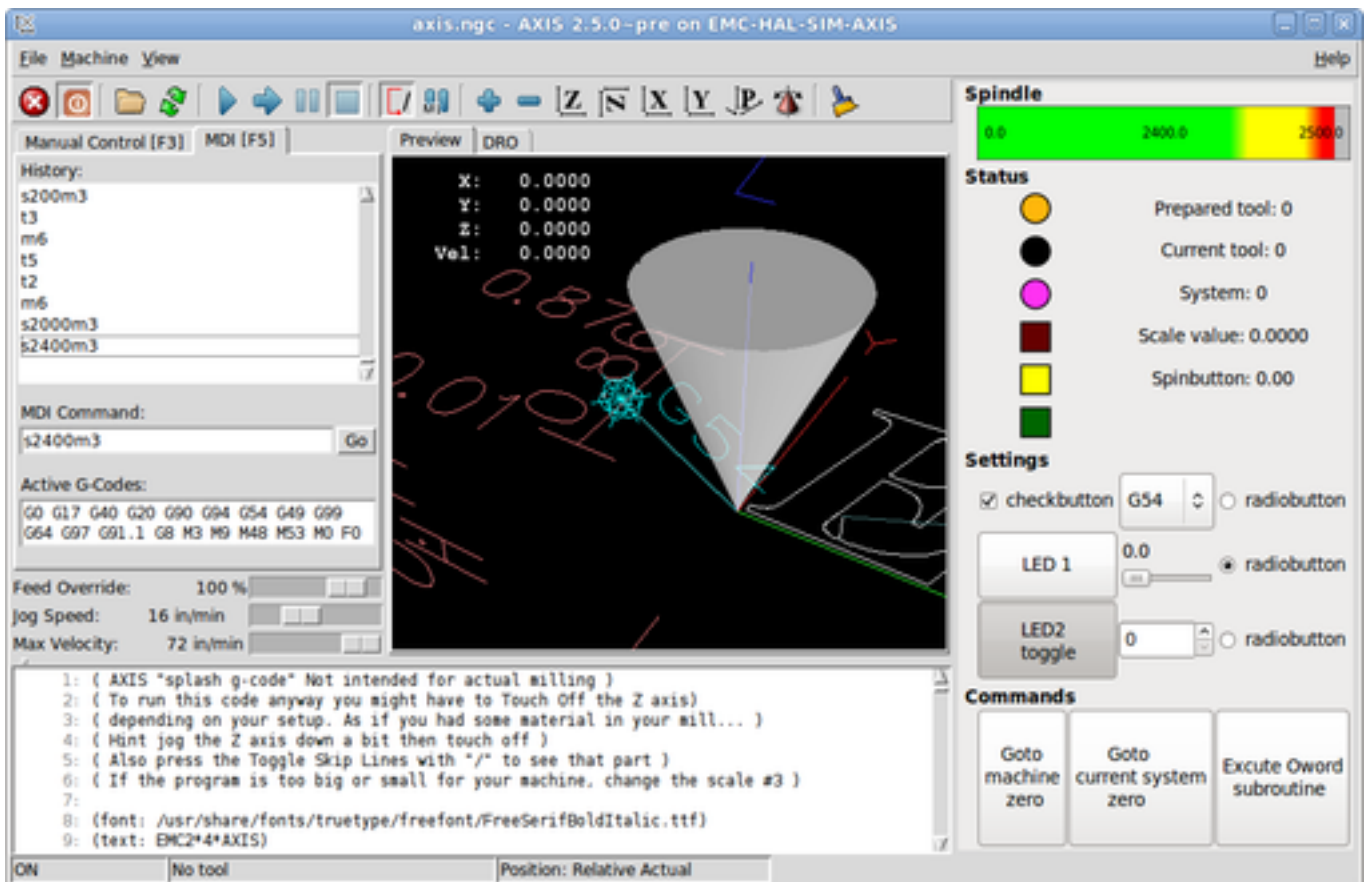 axis.ngc - AXIS 2.5.0~pre on EMC-HAL-SIM-AXIS
File Machine View Help
Z N X Y P
Manual Control [F3] MDI [F5]
History:
s200m3
t3
m6
t5
t2
m6
s2000m3
s2400m3
MDI Command:
s2400m3 Go
Active G-Codes:
G0 G17 G40 G20 G90 G94 G54 G49 G99
G64 G97 G91.1 G8 M3 M9 M48 M53 M0 F0
Feed Override: 100 %
Jog Speed: 16 in/min
Max Velocity: 72 in/min
Preview DRO
X: 0.0000
Y: 0.0000
Z: 0.0000
Vel: 0.0000
Y
Spindle
0.0 2400.0 2500.0
Status
Prepared tool: 0
Current tool: 0
System: 0
Scale value: 0.0000
Spinbutton: 0.00
Settings
checkbutton G54 radiobutton
LED 1 0.0 radiobutton
LED2
toggle 0 radiobutton
Commands
Goto
machine
zero
Goto
current system
zero
Excute Oword
subroutine
1: ( AXIS "splash g-code" Not intended for actual milling )
2: ( To run this code anyway you might have to Touch Off the Z axis)
3: ( depending on your setup. As if you had some material in your mill... )
4: ( Hint jog the Z axis down a bit then touch off )
5: ( Also press the Toggle Skip Lines with "/" to see that part )
6: ( If the program is too big or small for your machine, change the scale #3 )
7:
8: (font: /usr/share/fonts/truetype/freefont/FreeSerifBoldItalic.ttf)
9: (text: EMC2*4*AXIS)
ON No tool Position: Relative Actual